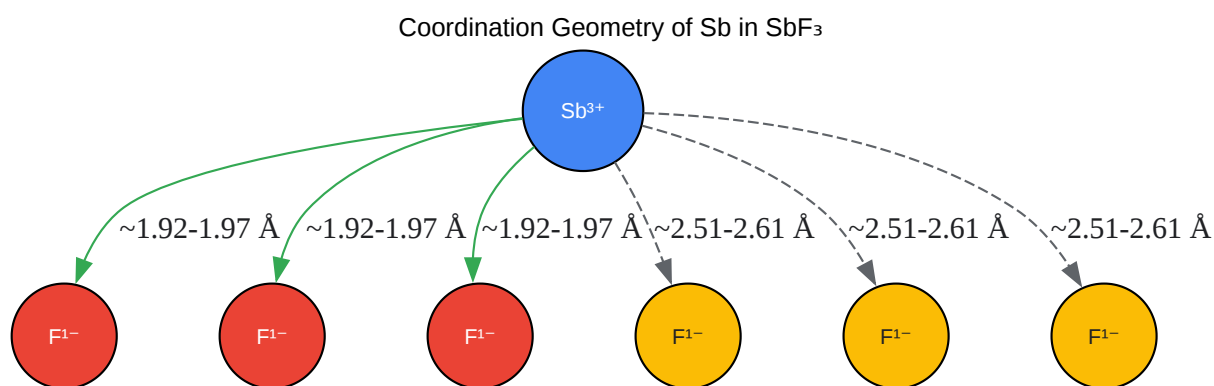 Coordination Geometry of Sb in SbF₃
Sb³⁺
~1.92-1.97 Å ~1.92-1.97 Å ~1.92-1.97 Å ~2.51-2.61 Å ~2.51-2.61 Å ~2.51-2.61 Å
F¹⁻ F¹⁻ F¹⁻ F¹⁻ F¹⁻ F¹⁻